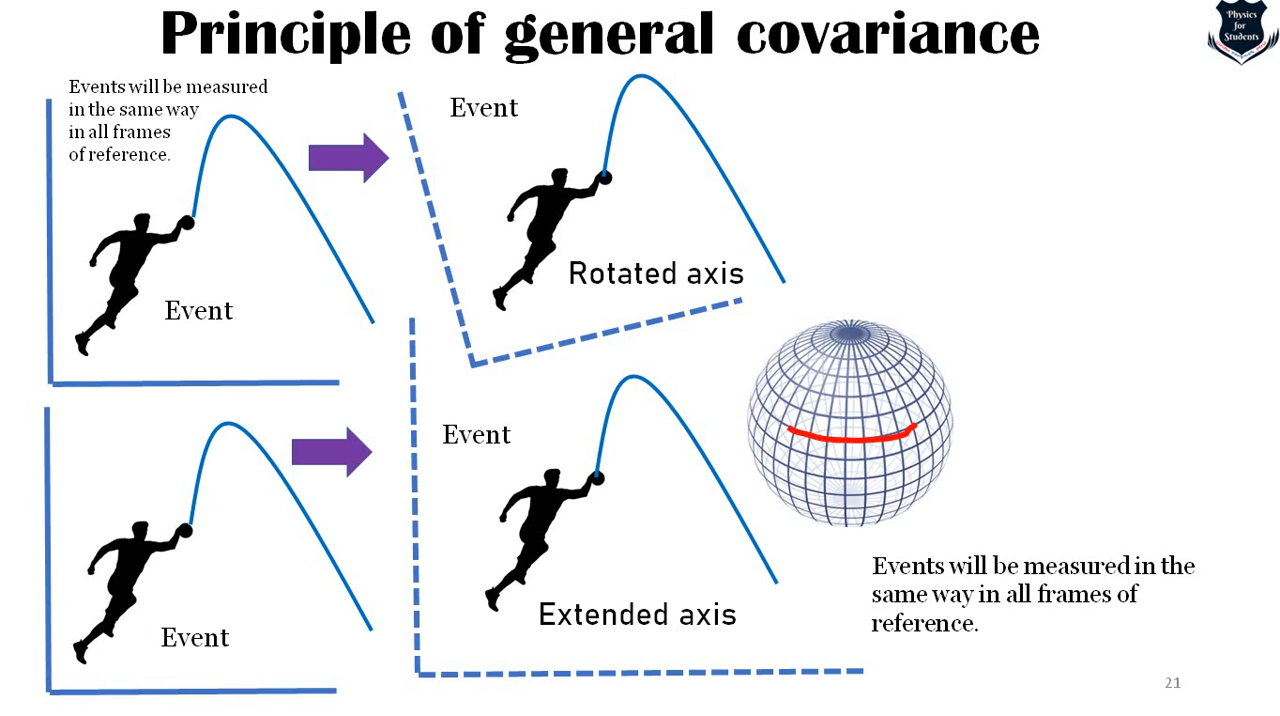 Principle of general covariance
Physics
for
Students
Events will be measured
in the same way
in all frames
of reference.
Event
Event
Rotated axis
Event
Event
Extended axis
Events will be measured in the
same way in all frames of
reference.
21